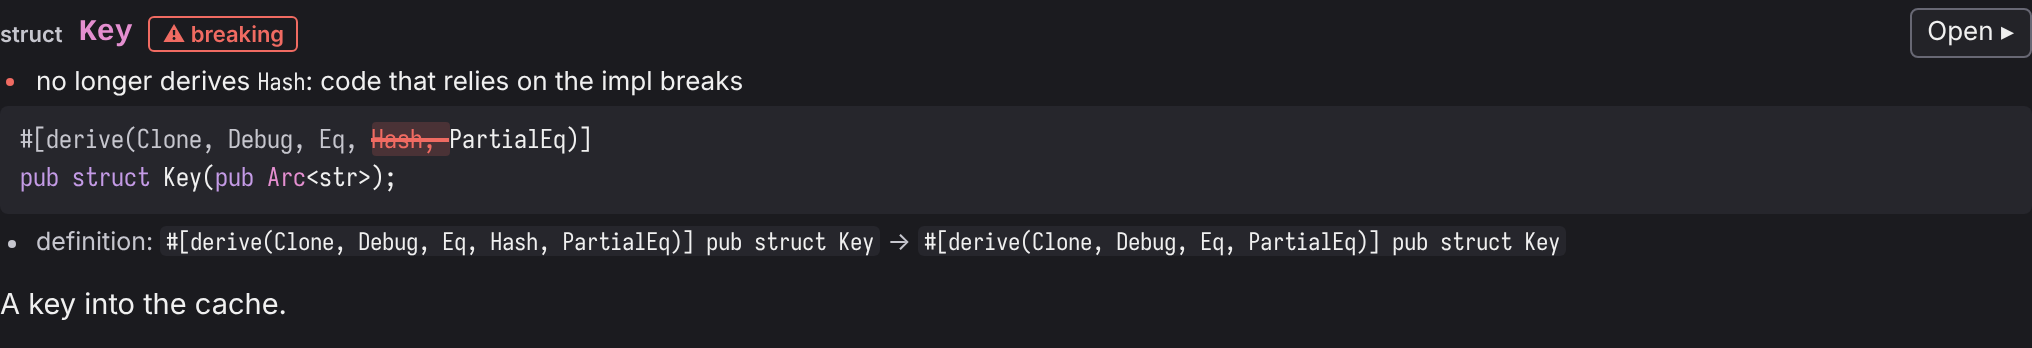 struct Key ⚠ breaking Open ▸
• no longer derives Hash: code that relies on the impl breaks
#[derive(Clone, Debug, Eq, Hash, PartialEq)]
pub struct Key(pub Arc<str>);
• definition: #[derive(Clone, Debug, Eq, Hash, PartialEq)] pub struct Key → #[derive(Clone, Debug, Eq, PartialEq)] pub struct Key
A key into the cache.